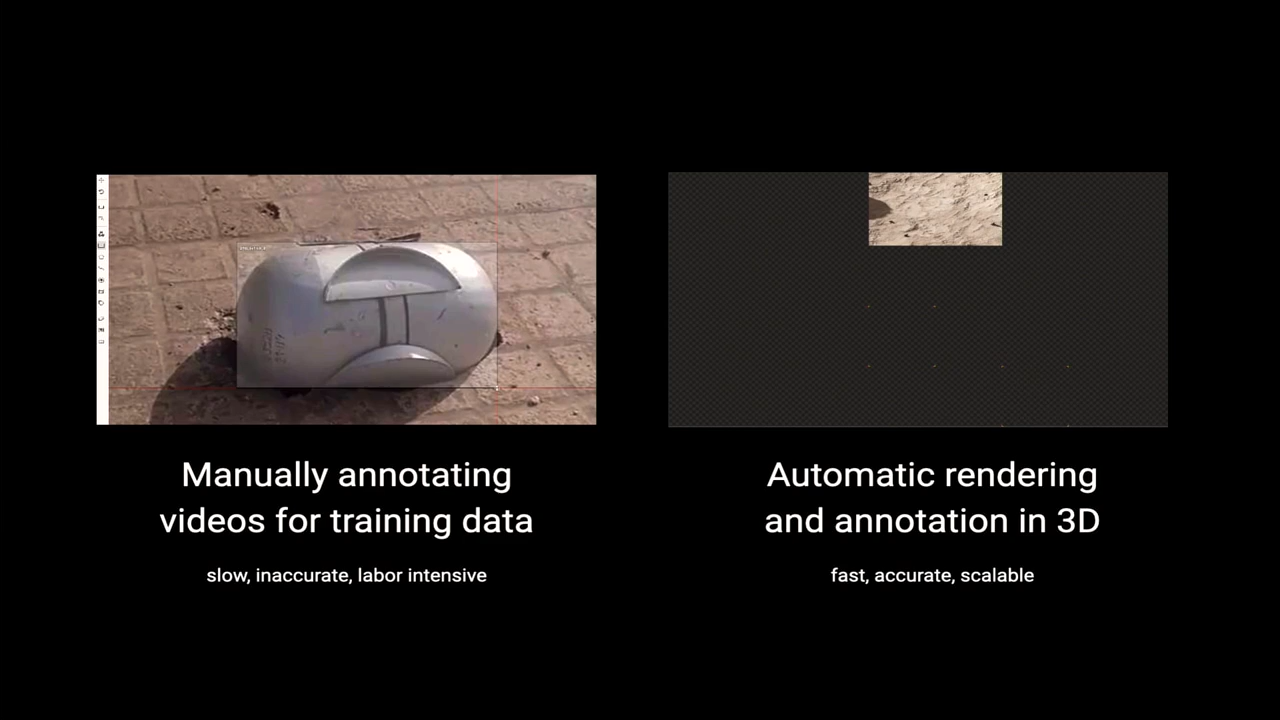 Manually annotating
videos for training data
slow, inaccurate, labor intensive
Automatic rendering
and annotation in 3D
fast, accurate, scalable